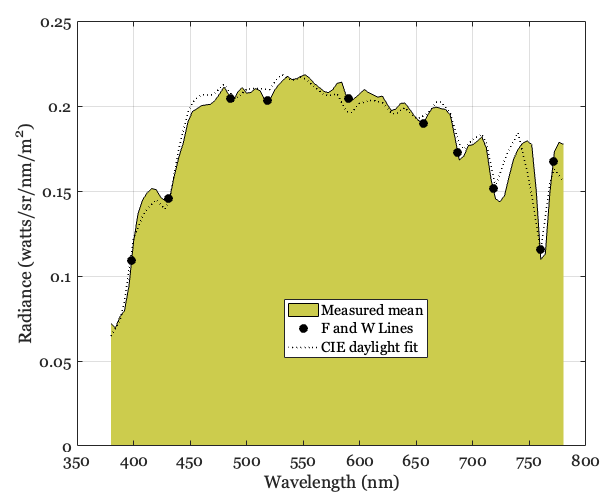 0.25
0.2
0.15
0.1
0.05
0
Radiance (watts/sr/nm/m²)
Measured mean
F and W Lines
CIE daylight fit
350 400 450 500 550 600 650 700 750 800
Wavelength (nm)